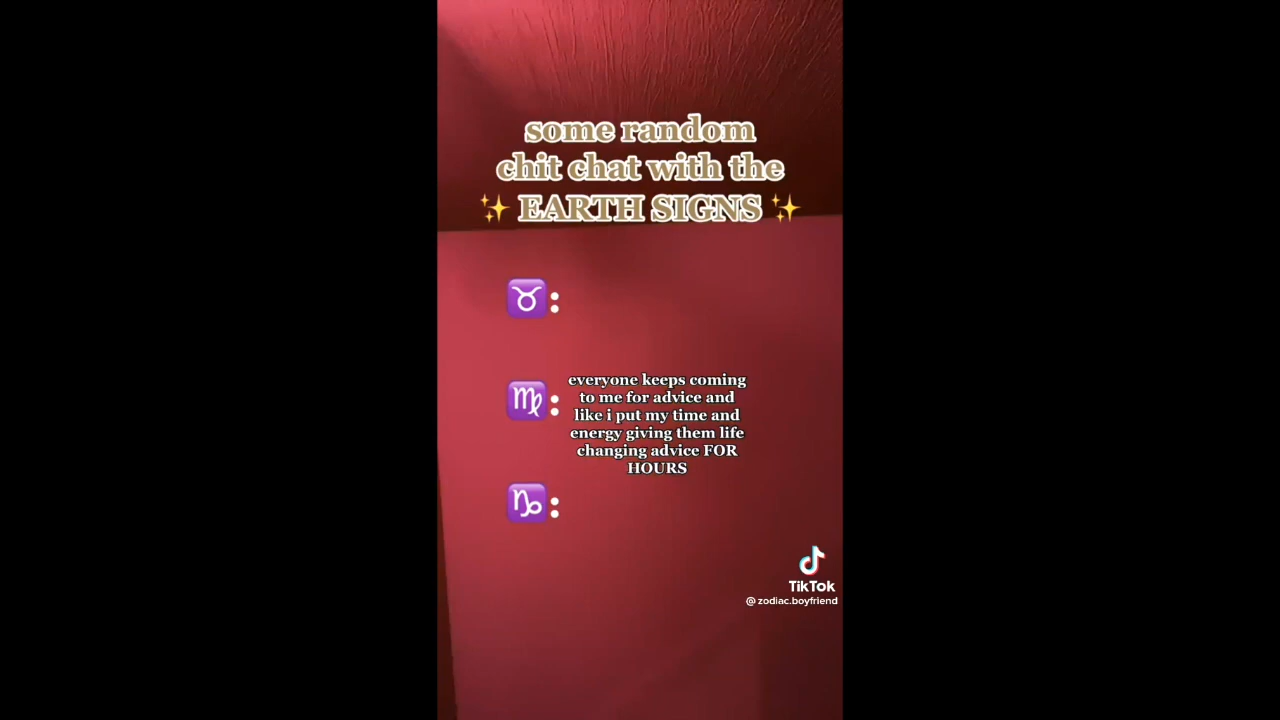 some random
chit chat with the
✨ EARTH SIGNS ✨
♉:
♍: everyone keeps coming
to me for advice and
like i put my time and
energy giving them life
changing advice FOR
HOURS
♑:
TikTok
@zodiac.boyfriend